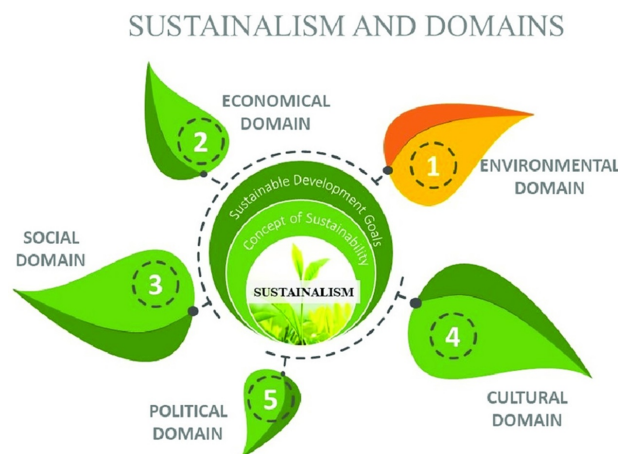 SUSTAINALISM AND DOMAINS
ECONOMICAL
DOMAIN
2
1
ENVIRONMENTAL
DOMAIN
Sustainable Development Goals
Concept of Sustainability
SUSTAINALISM
SOCIAL
DOMAIN
3
4
CULTURAL
DOMAIN
POLITICAL
DOMAIN
5